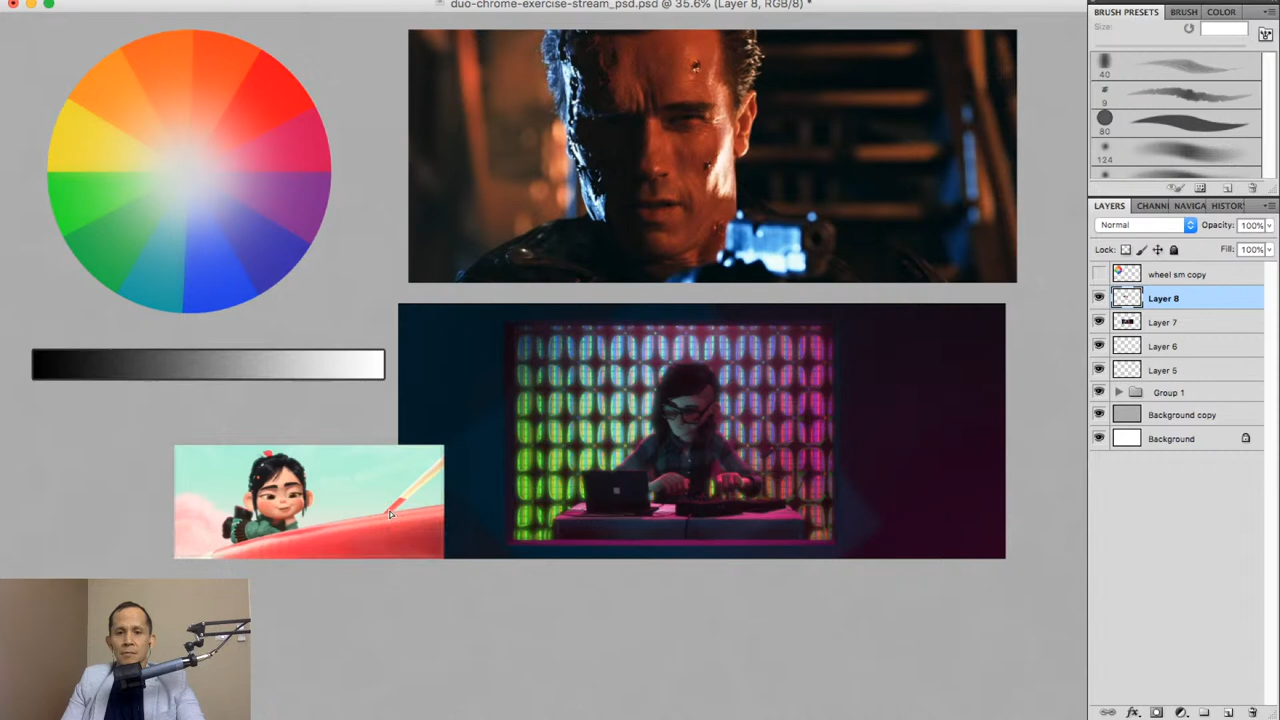 duo-chrome-exercise-stream_psd.psd @ 35.6% (Layer 8, RGB/8) *
BRUSH PRESETS BRUSH COLOR
Size:
40
9
80
124
LAYERS CHANN NAVIGA HISTOR
Normal Opacity: 100%
Lock: Fill: 100%
wheel sm copy
Layer 8
Layer 7
Layer 6
Layer 5
Group 1
Background copy
Background
fx